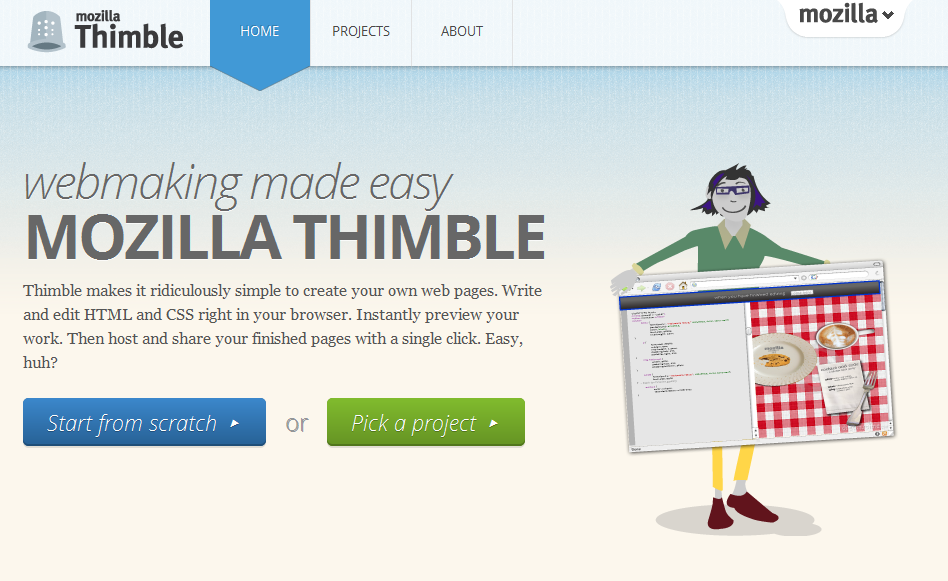 mozilla
Thimble
HOME
PROJECTS
ABOUT
mozilla
webmaking made easy
MOZILLA THIMBLE
Thimble makes it ridiculously simple to create your own web pages. Write
and edit HTML and CSS right in your browser. Instantly preview your
work. Then host and share your finished pages with a single click. Easy,
huh?
Start from scratch
or
Pick a project